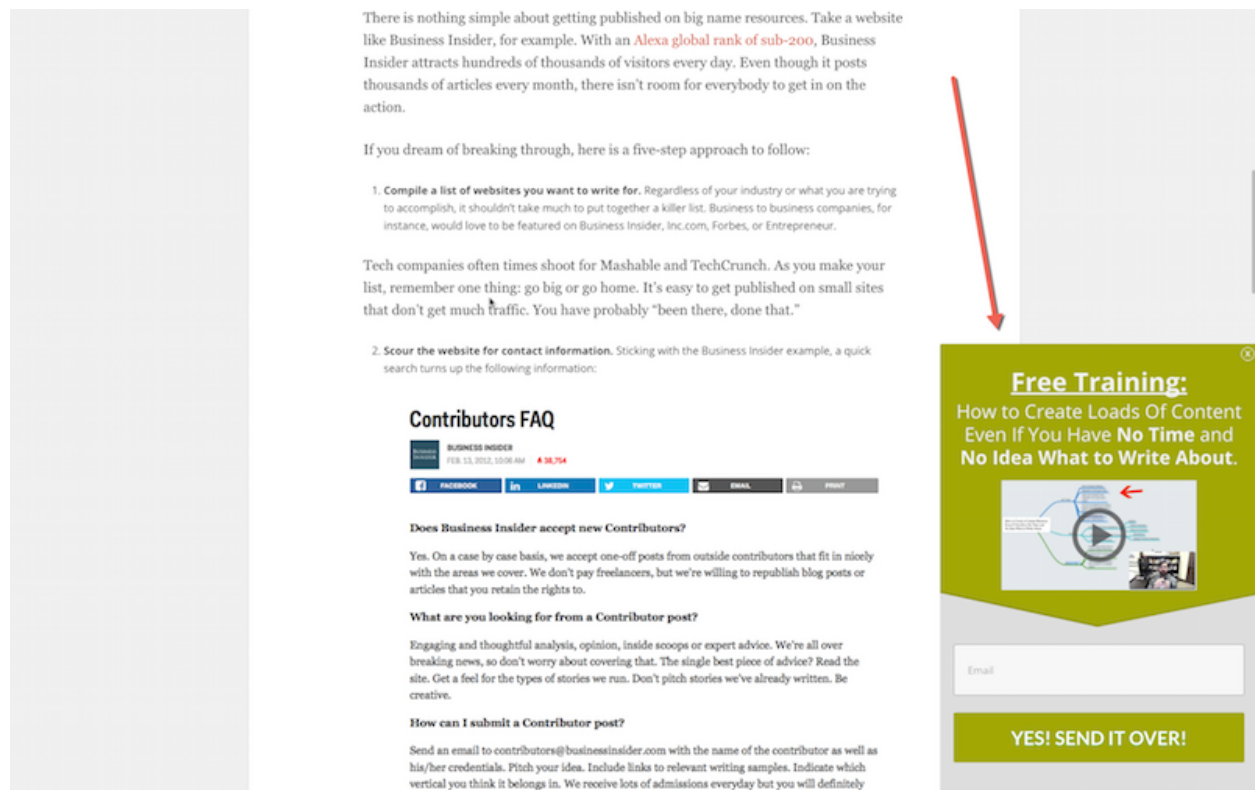 There is nothing simple about getting published on big name resources. Take a website
like Business Insider, for example. With an Alexa global rank of sub-200, Business
Insider attracts hundreds of thousands of visitors every day. Even though it posts
thousands of articles every month, there isn't room for everybody to get in on the
action.
If you dream of breaking through, here is a five-step approach to follow:
1. Compile a list of websites you want to write for. Regardless of your industry or what you are trying
to accomplish, it shouldn't take much to put together a killer list. Business to business companies, for
instance, would love to be featured on Business Insider, Inc.com, Forbes, or Entrepreneur.
Tech companies often times shoot for Mashable and TechCrunch. As you make your
list, remember one thing: go big or go home. It's easy to get published on small sites
that don't get much traffic. You have probably "been there, done that."
2. Scour the website for contact information. Sticking with the Business Insider example, a quick
search turns up the following information:
Contributors FAQ
BUSINESS INSIDER
BUSINESS INSIDER
FEB. 13, 2012, 10:06 AM 38,754
FACEBOOK
LINKEDIN
TWITTER
EMAIL
PRINT
Does Business Insider accept new Contributors?
Yes. On a case by case basis, we accept one-off posts from outside contributors that fit in nicely
with the areas we cover. We don't pay freelancers, but we're willing to republish blog posts or
articles that you retain the rights to.
What are you looking for from a Contributor post?
Engaging and thoughtful analysis, opinion, inside scoops or expert advice. We're all over
breaking news, so don't worry about covering that. The single best piece of advice? Read the
site. Get a feel for the types of stories we run. Don't pitch stories we've already written. Be
creative.
How can I submit a Contributor post?
Send an email to contributors@businessinsider.com with the name of the contributor as well as
his/her credentials. Pitch your idea. Include links to relevant writing samples. Indicate which
vertical you think it belongs in. We receive lots of admissions everyday but you will definitely
Free Training:
How to Create Loads Of Content
Even If You Have No Time and
No Idea What to Write About.
Email
YES! SEND IT OVER!